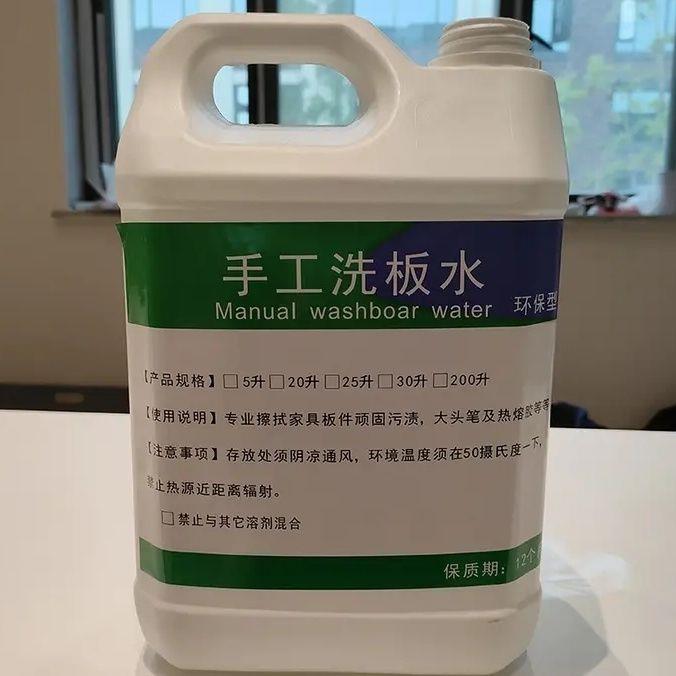 手工洗板水
Manual washboar water
环保型
【产品规格】□5升□20升□25升□30升□200升
【使用说明】专业擦拭家具板件顽固污渍，大头笔及热熔胶等等
【注意事项】存放处须阴凉通风，环境温度须在50摄氏度一下，
禁止热源近距离辐射。
□禁止与其它溶剂混合
保质期：12个